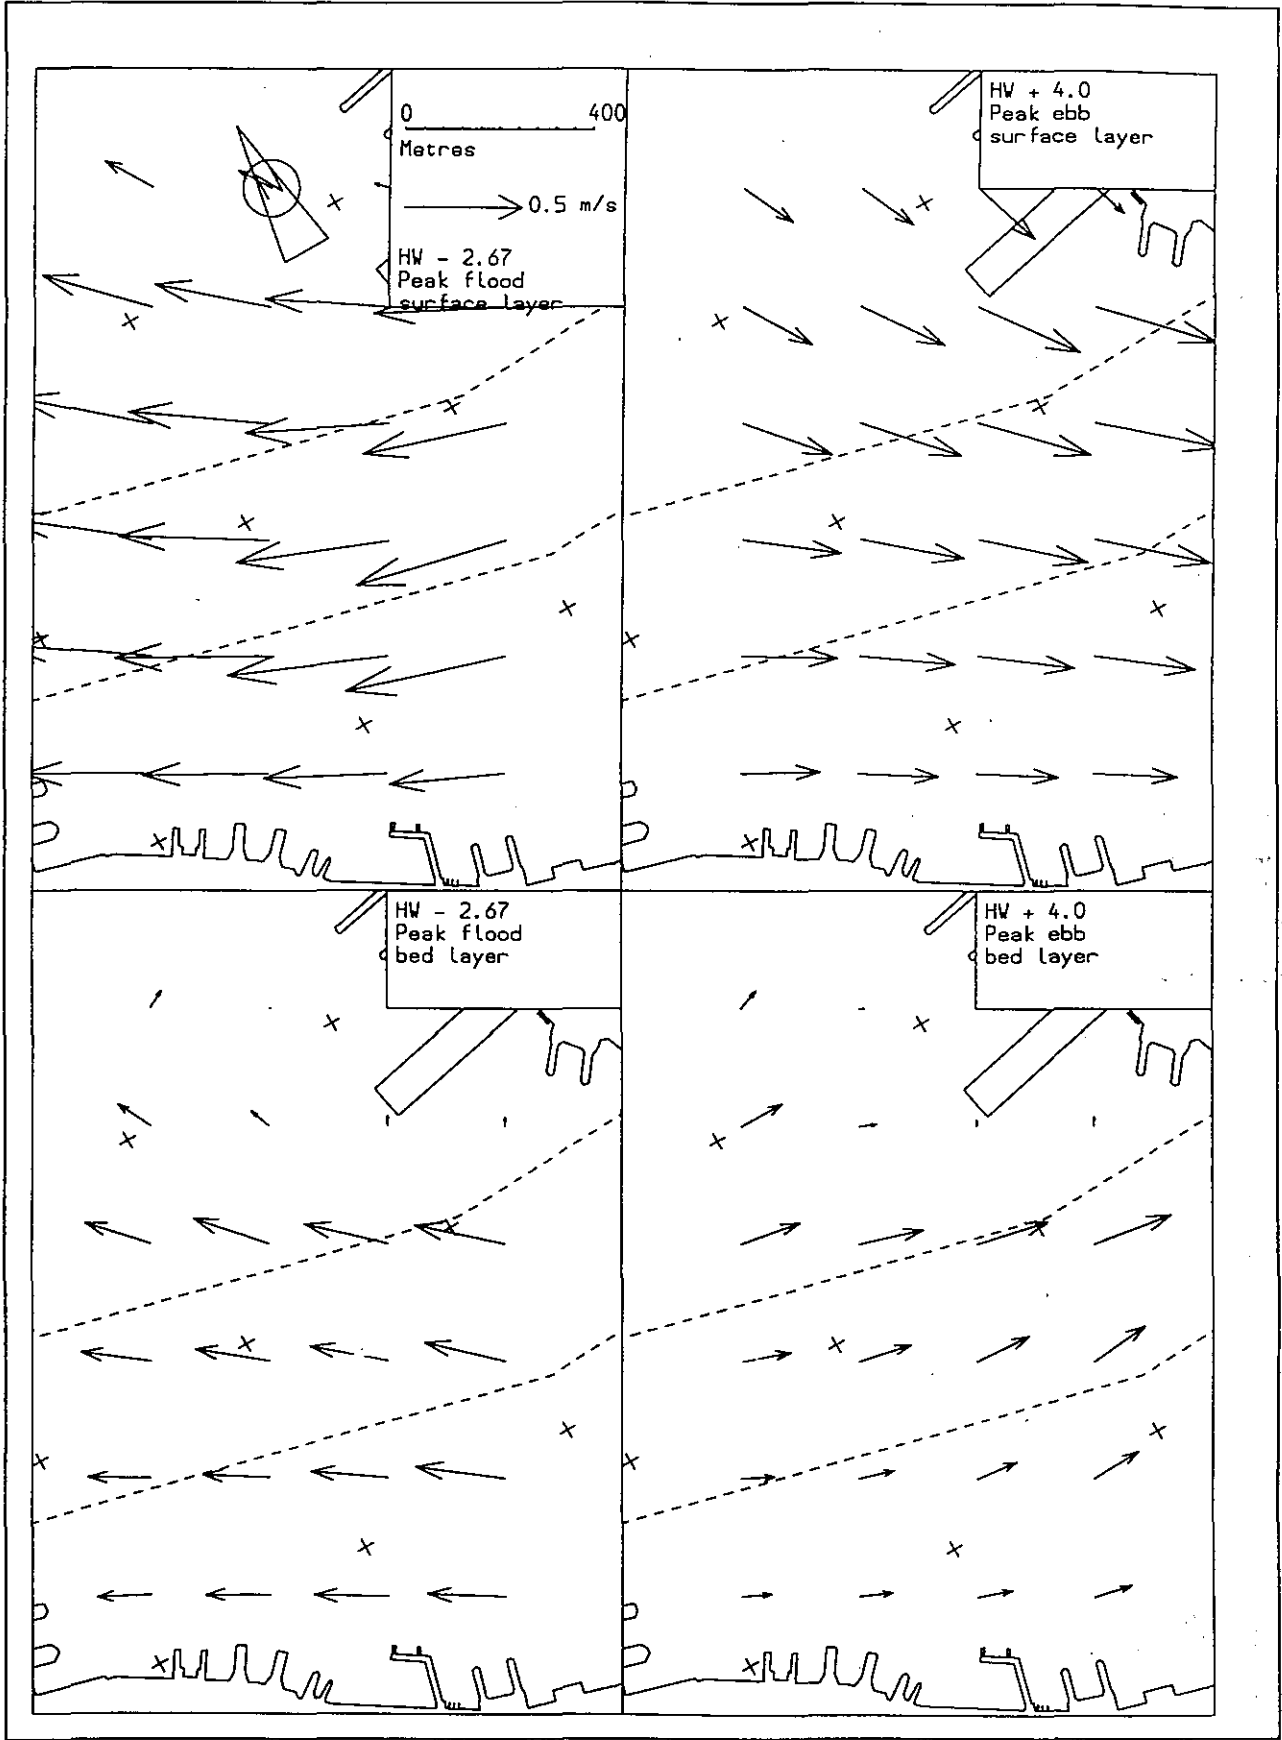 0 400
Metres
0.5 m/s
HW - 2.67
Peak flood
surface layer
HW + 4.0
Peak ebb
surface layer
HW - 2.67
Peak flood
bed layer
HW + 4.0
Peak ebb
bed layer